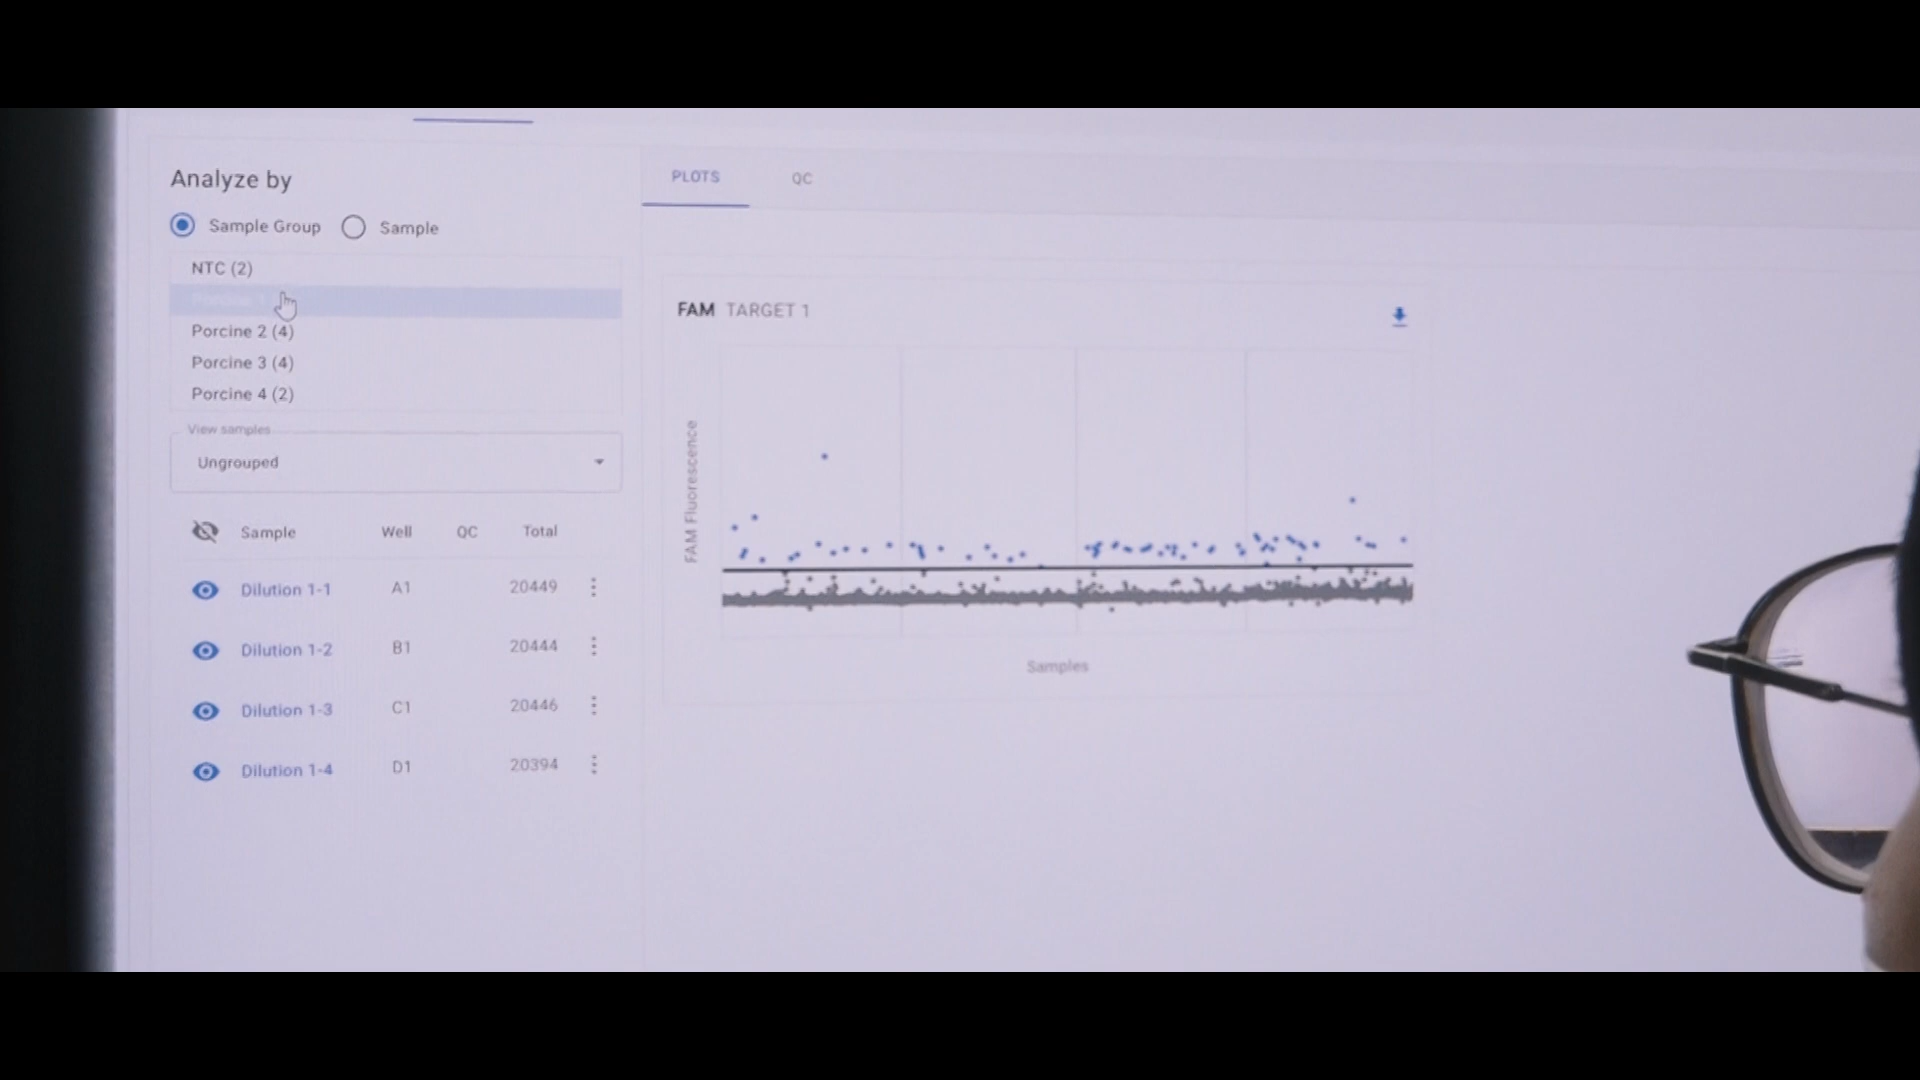 Analyze by
Sample Group
Sample
NTC (2)
Porcine 2 (4)
Porcine 3 (4)
Porcine 4 (2)
View samples
Ungrouped
Sample Well QC Total
Dilution 1-1 A1 20449
Dilution 1-2 B1 20444
Dilution 1-3 C1 20446
Dilution 1-4 D1 20394
PLOTS QC
FAM TARGET 1
FAM Fluorescence
Samples